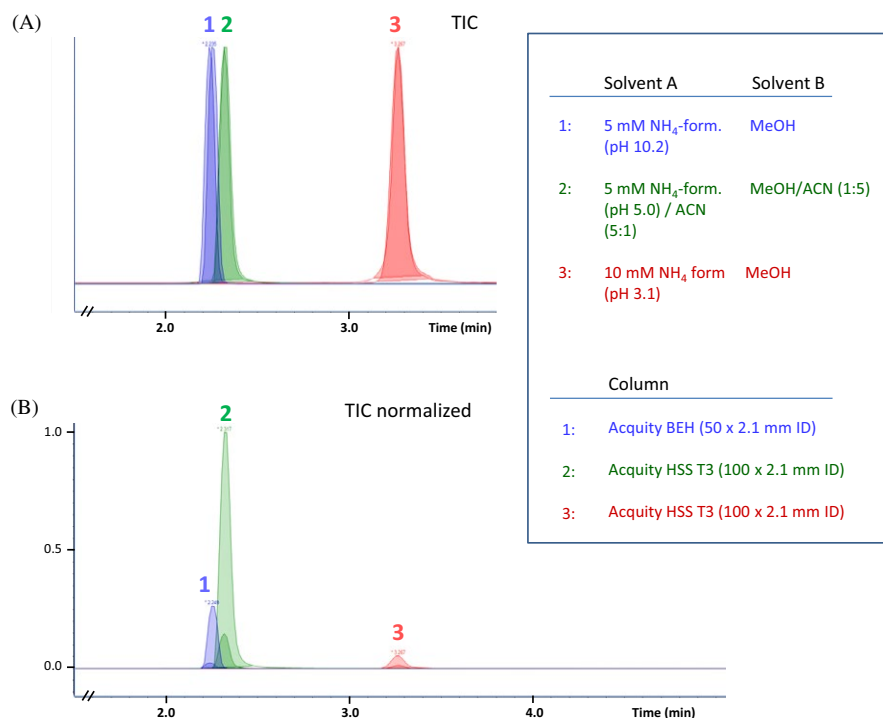 (A)
1 2 3 TIC
2.0 3.0 Time (min)
(B)
TIC normalized
2
1.0
0.5
1
3
0.0
2.0 3.0 4.0 Time (min)
Solvent A Solvent B
1: 5 mM NH₄-form. MeOH
(pH 10.2)
2: 5 mM NH₄-form. MeOH/ACN (1:5)
(pH 5.0) / ACN
(5:1)
3: 10 mM NH₄ form MeOH
(pH 3.1)
Column
1: Acquity BEH (50 x 2.1 mm ID)
2: Acquity HSS T3 (100 x 2.1 mm ID)
3: Acquity HSS T3 (100 x 2.1 mm ID)